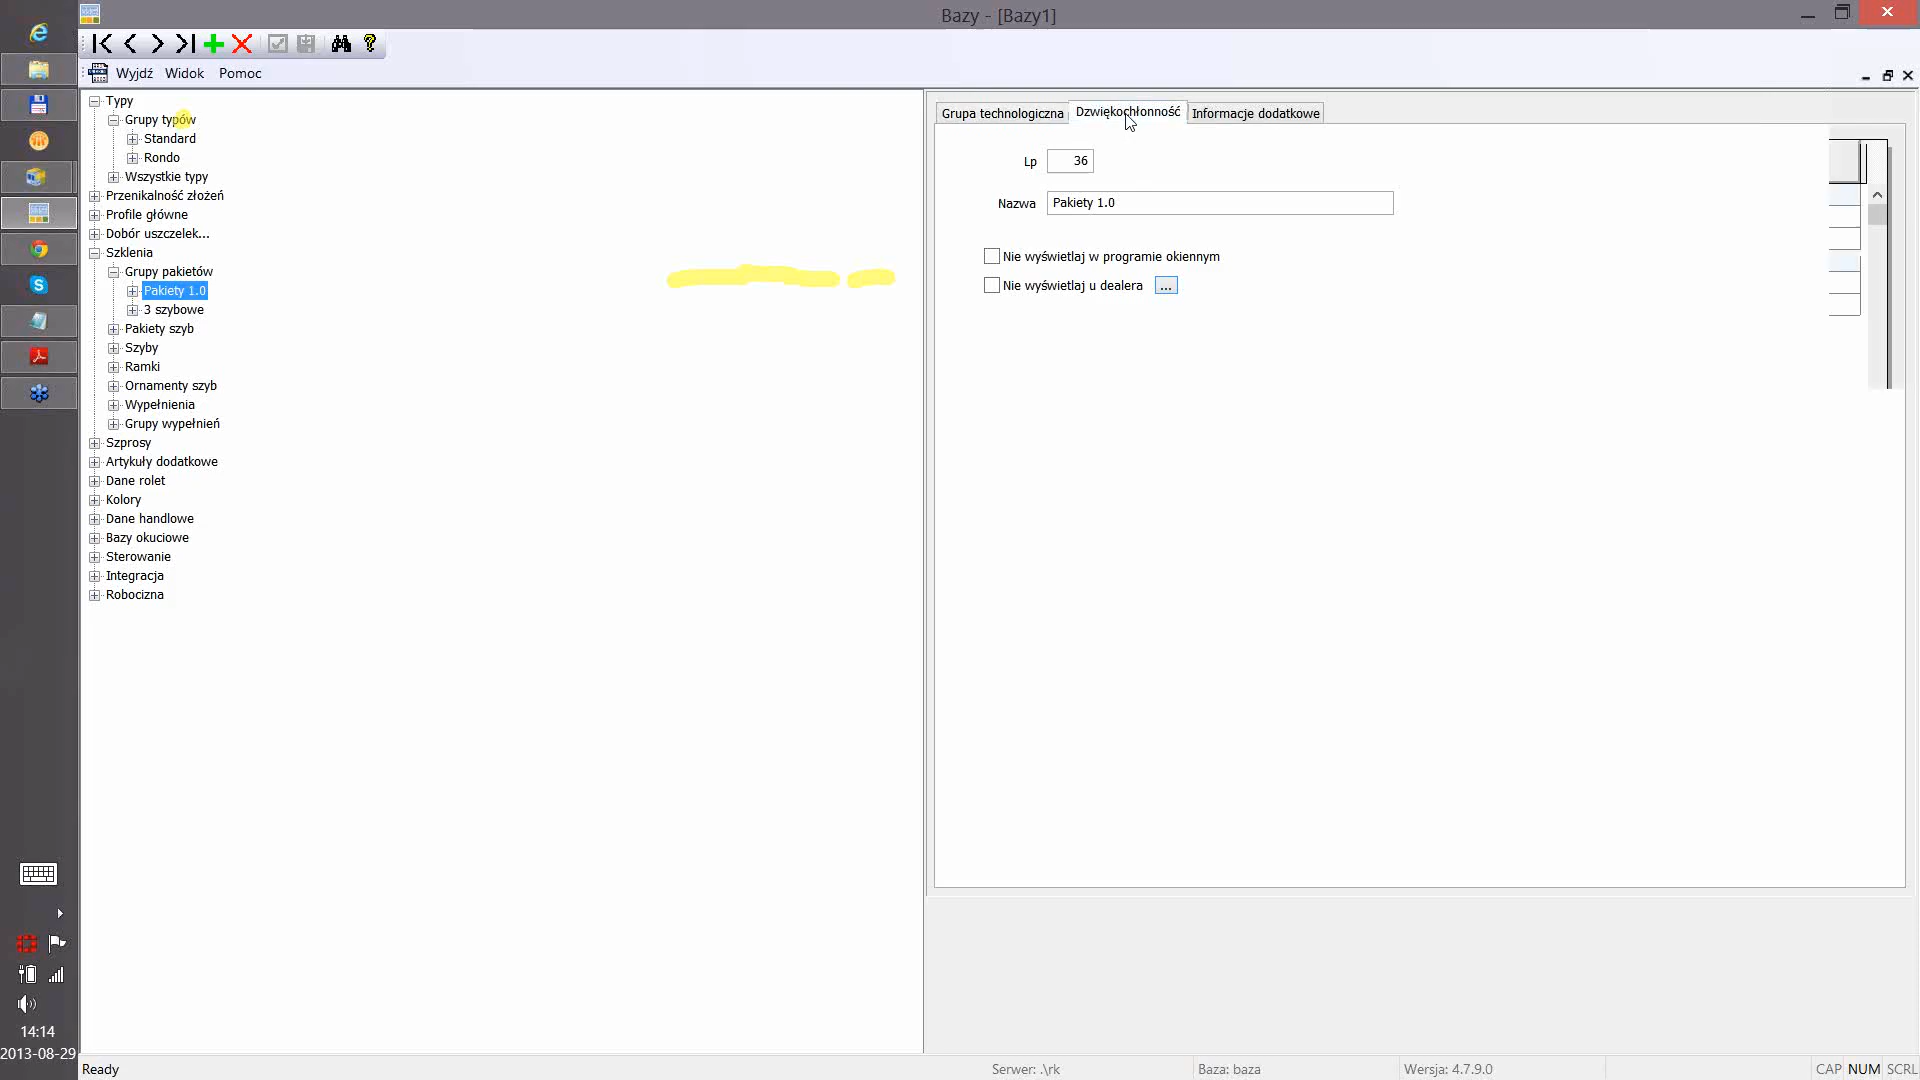 Bazy - [Bazy1]
Wyjdź Widok Pomoc
Typy
Grupy typów
Standard
Rondo
Wszystkie typy
Przenikalność złożeń
Profile główne
Dobór uszczelek...
Szklenia
Grupy pakietów
Pakiety 1.0
3 szybowe
Pakiety szyb
Szyby
Ramki
Ornamenty szyb
Wypełnienia
Grupy wypełnień
Szprosy
Artykuły dodatkowe
Dane rolet
Kolory
Dane handlowe
Bazy okuciowe
Sterowanie
Integracja
Robocizna
Grupa technologiczna Dzwiękochłonność Informacje dodatkowe
Lp 36
Nazwa Pakiety 1.0
Nie wyświetlaj w programie okiennym
Nie wyświetlaj u dealera ...
14:14
2013-08-29
Ready Serwer: .\rk Baza: baza Wersja: 4.7.9.0 CAP NUM SCRL